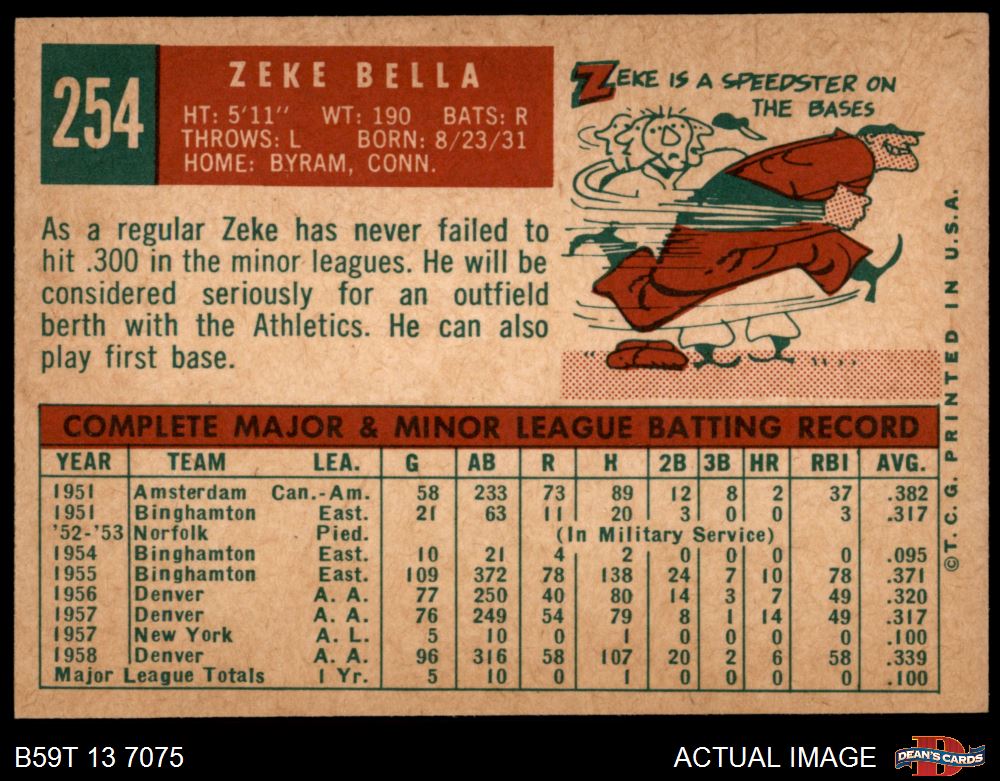 254
ZEKE BELLA
HT: 5'11" WT: 190 BATS: R
THROWS: L BORN: 8/23/31
HOME: BYRAM, CONN.
ZEKE IS A SPEEDSTER ON
THE BASES
As a regular Zeke has never failed to
hit .300 in the minor leagues. He will be
considered seriously for an outfield
berth with the Athletics. He can also
play first base.
COMPLETE MAJOR & MINOR LEAGUE BATTING RECORD
YEAR TEAM LEA. G AB R H 2B 3B HR RBI AVG.
1951 Amsterdam Can.-Am. 58 233 73 89 12 8 2 37 .382
1951 Binghamton East. 21 63 11 20 3 0 0 3 .317
'52-'53 Norfolk Pied. (In Military Service)
1954 Binghamton East. 10 21 4 2 0 0 0 0 .095
1955 Binghamton East. 109 372 78 138 24 7 10 78 .371
1956 Denver A. A. 77 250 40 80 14 3 7 49 .320
1957 Denver A. A. 76 249 54 79 8 1 14 49 .317
1957 New York A. L. 5 10 0 1 0 0 0 0 .100
1958 Denver A. A. 96 316 58 107 20 2 6 58 .339
Major League Totals 1 Yr. 5 10 0 1 0 0 0 0 .100
© T. C. G. PRINTED IN U.S.A.
B59T 13 7075
ACTUAL IMAGE
DEAN'S CARDS